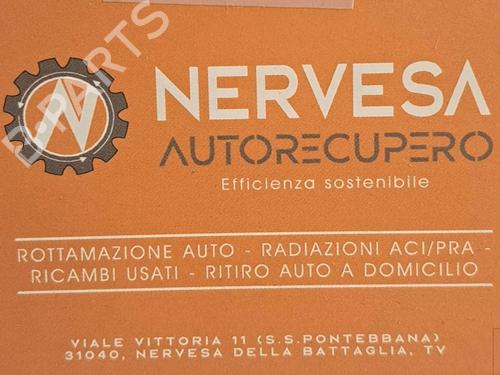 B-PARTS
N
NERVESA
AUTORECUPERO
Efficienza sostenibile
ROTTAMAZIONE AUTO - RADIAZIONI ACI/PRA -
RICAMBI USATI - RITIRO AUTO A DOMICILIO
VIALE VITTORIA 11 (S.S.PONTEBBANA)
31040, NERVESA DELLA BATTAGLIA, TV